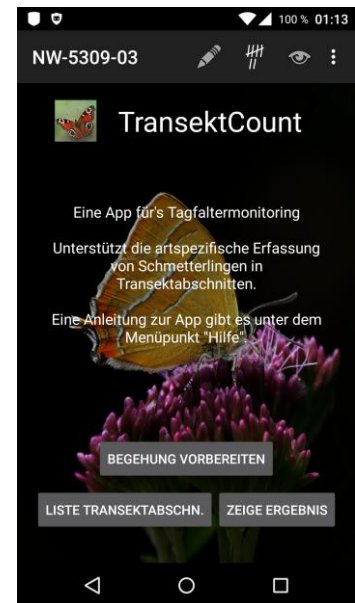 100 % 01:13
NW-5309-03
TransektCount
Eine App für's Tagfaltermonitoring
Unterstützt die artspezifische Erfassung
von Schmetterlingen in
Transektabschnitten.
Eine Anleitung zur App gibt es unter dem
Menüpunkt "Hilfe".
BEGEHUNG VORBEREITEN
LISTE TRANSEKTABSCHN. ZEIGE ERGEBNIS